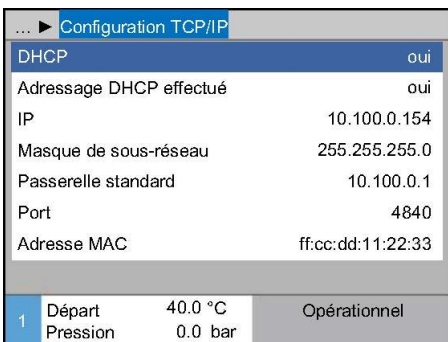 ... ► Configuration TCP/IP
DHCP oui
Adressage DHCP effectué oui
IP 10.100.0.154
Masque de sous-réseau 255.255.255.0
Passerelle standard 10.100.0.1
Port 4840
Adresse MAC ff:cc:dd:11:22:33
1 Départ 40.0 °C Opérationnel
Pression 0.0 bar